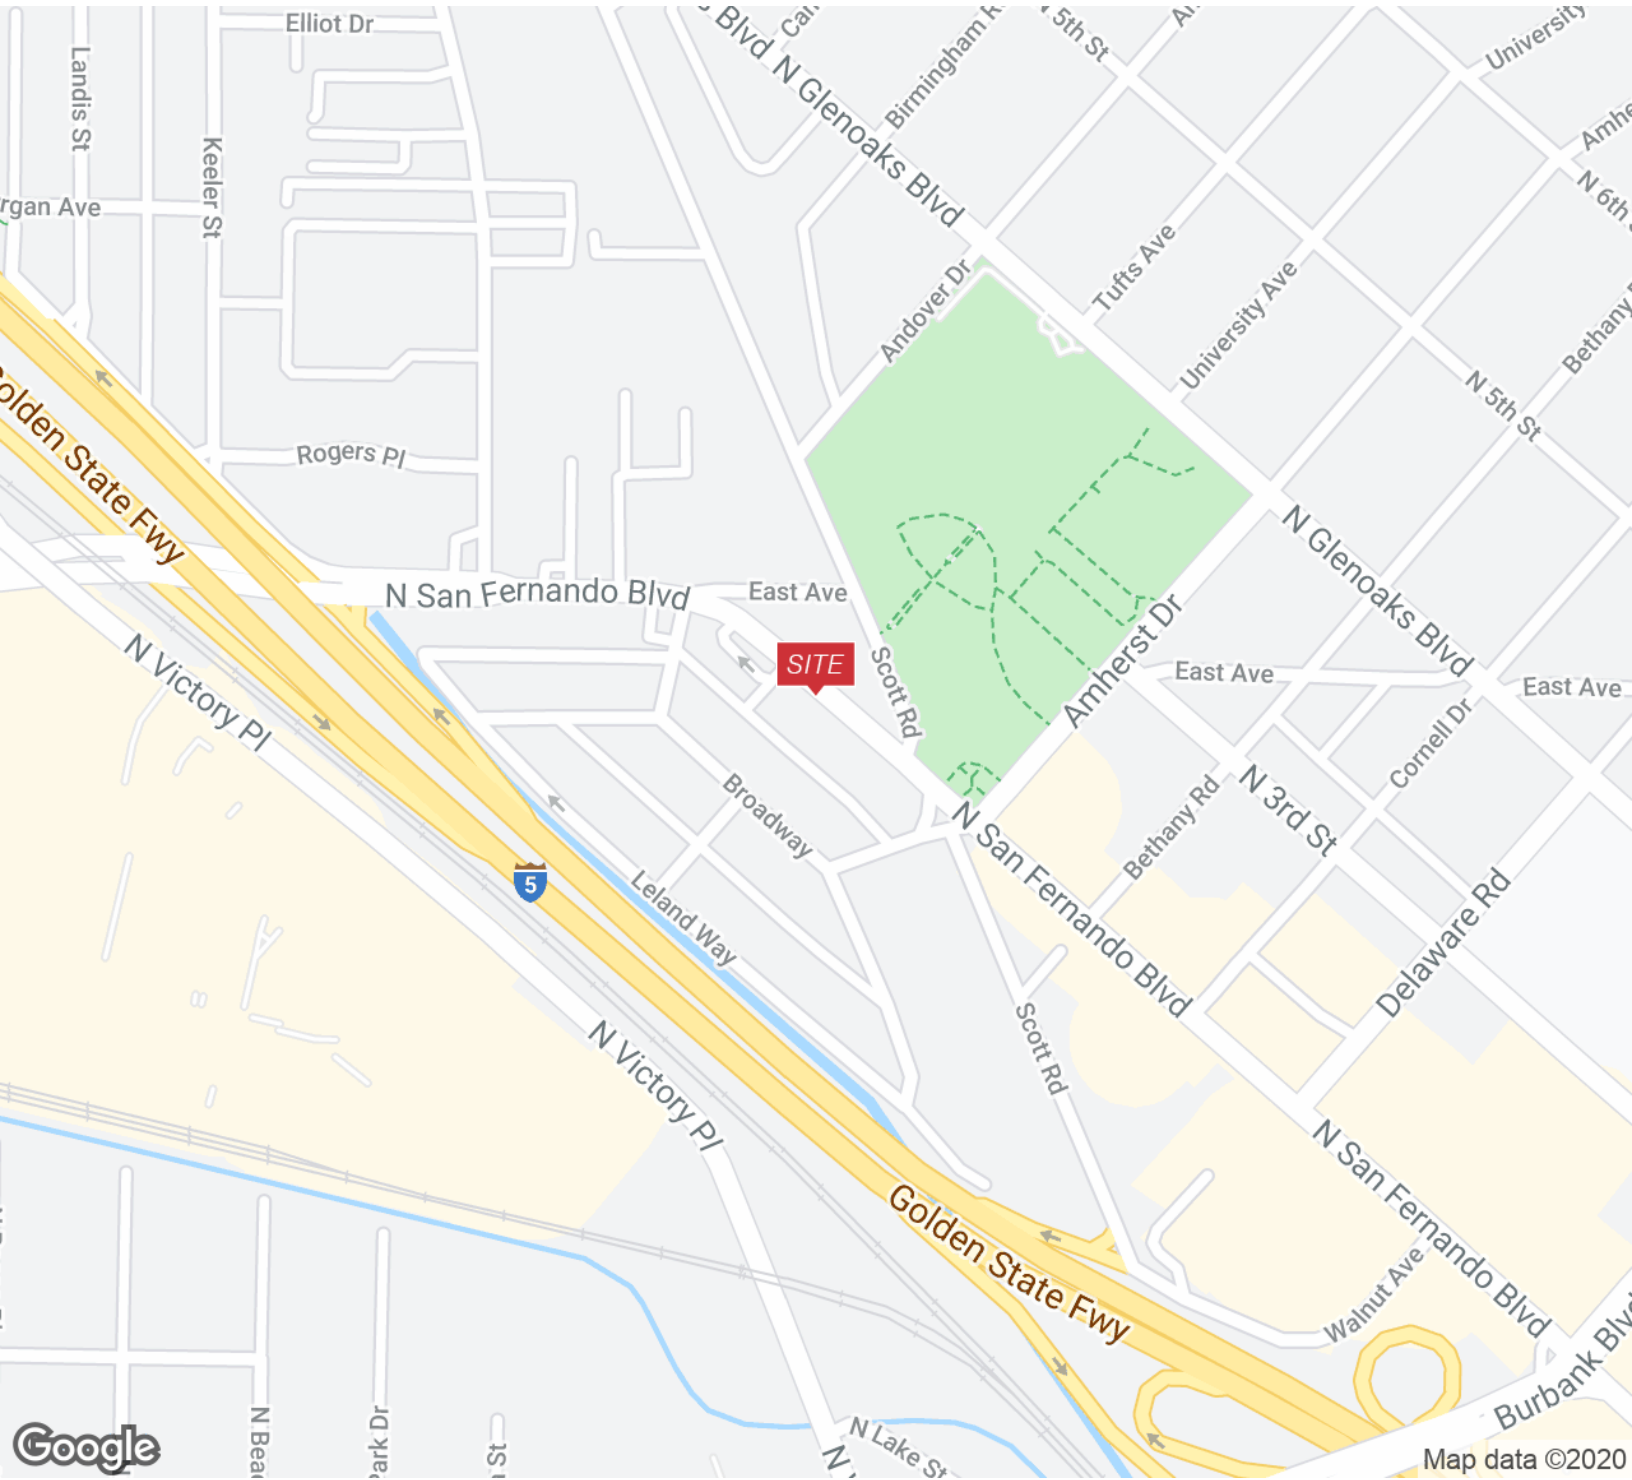 Elliot Dr
Landis St
Keeler St
rgan Ave
s Blvd
N Glenoaks Blvd
Birmingham R
N 5th St
University
Amhe
N 6th S
Tufts Ave
University Ave
Andover Dr
Bethany
N 5th St
Golden State Fwy
Rogers Pl
N San Fernando Blvd
East Ave
SITE
Scott Rd
Amherst Dr
N Glenoaks Blvd
East Ave
East Ave
Cornell Dr
N Victory Pl
Broadway
N 3rd St
Bethany Rd
5
Leland Way
N San Fernando Blvd
Delaware Rd
Scott Rd
N Victory Pl
Golden State Fwy
N San Fernando Blvd
Walnut Ave
Burbank Blvd
N Bea
ark Dr
St
N Lake St
N
Google
Map data ©2020